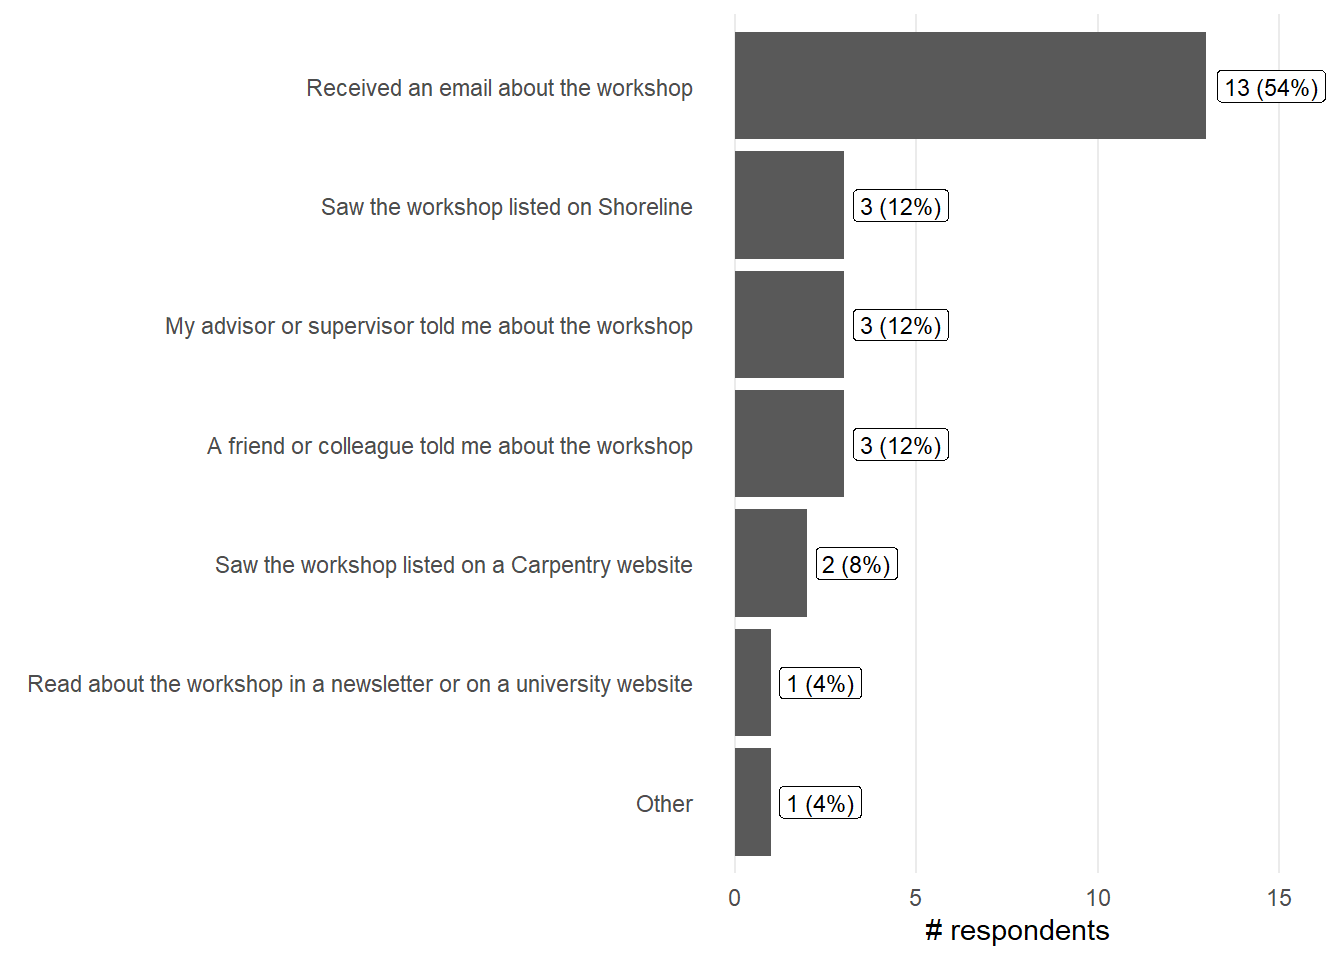 Received an email about the workshop 13 (54%)
Saw the workshop listed on Shoreline 3 (12%)
My advisor or supervisor told me about the workshop 3 (12%)
A friend or colleague told me about the workshop 3 (12%)
Saw the workshop listed on a Carpentry website 2 (8%)
Read about the workshop in a newsletter or on a university website 1 (4%)
Other 1 (4%)
0 5 10 15
# respondents